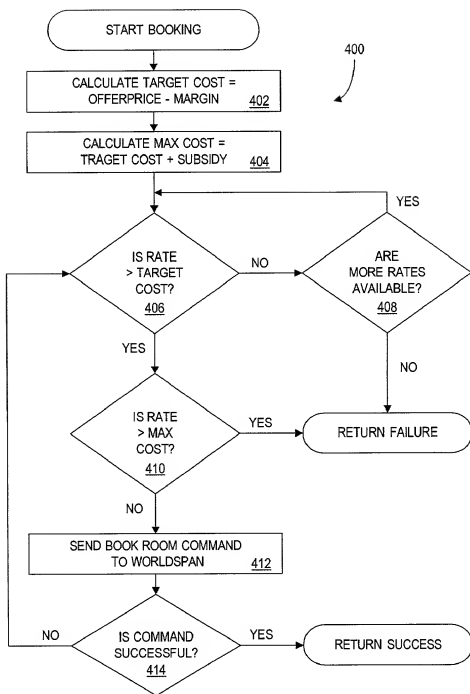 START BOOKING
400
CALCULATE TARGET COST =
OFFERPRICE - MARGIN 402
CALCULATE MAX COST =
TRAGET COST + SUBSIDY 404
YES
IS RATE
> TARGET
COST?
406
NO
ARE
MORE RATES
AVAILABLE?
408
YES
NO
IS RATE
> MAX
COST?
410
YES
RETURN FAILURE
NO
SEND BOOK ROOM COMMAND
TO WORLDSPAN 412
NO
IS COMMAND
SUCCESSFUL?
414
YES
RETURN SUCCESS